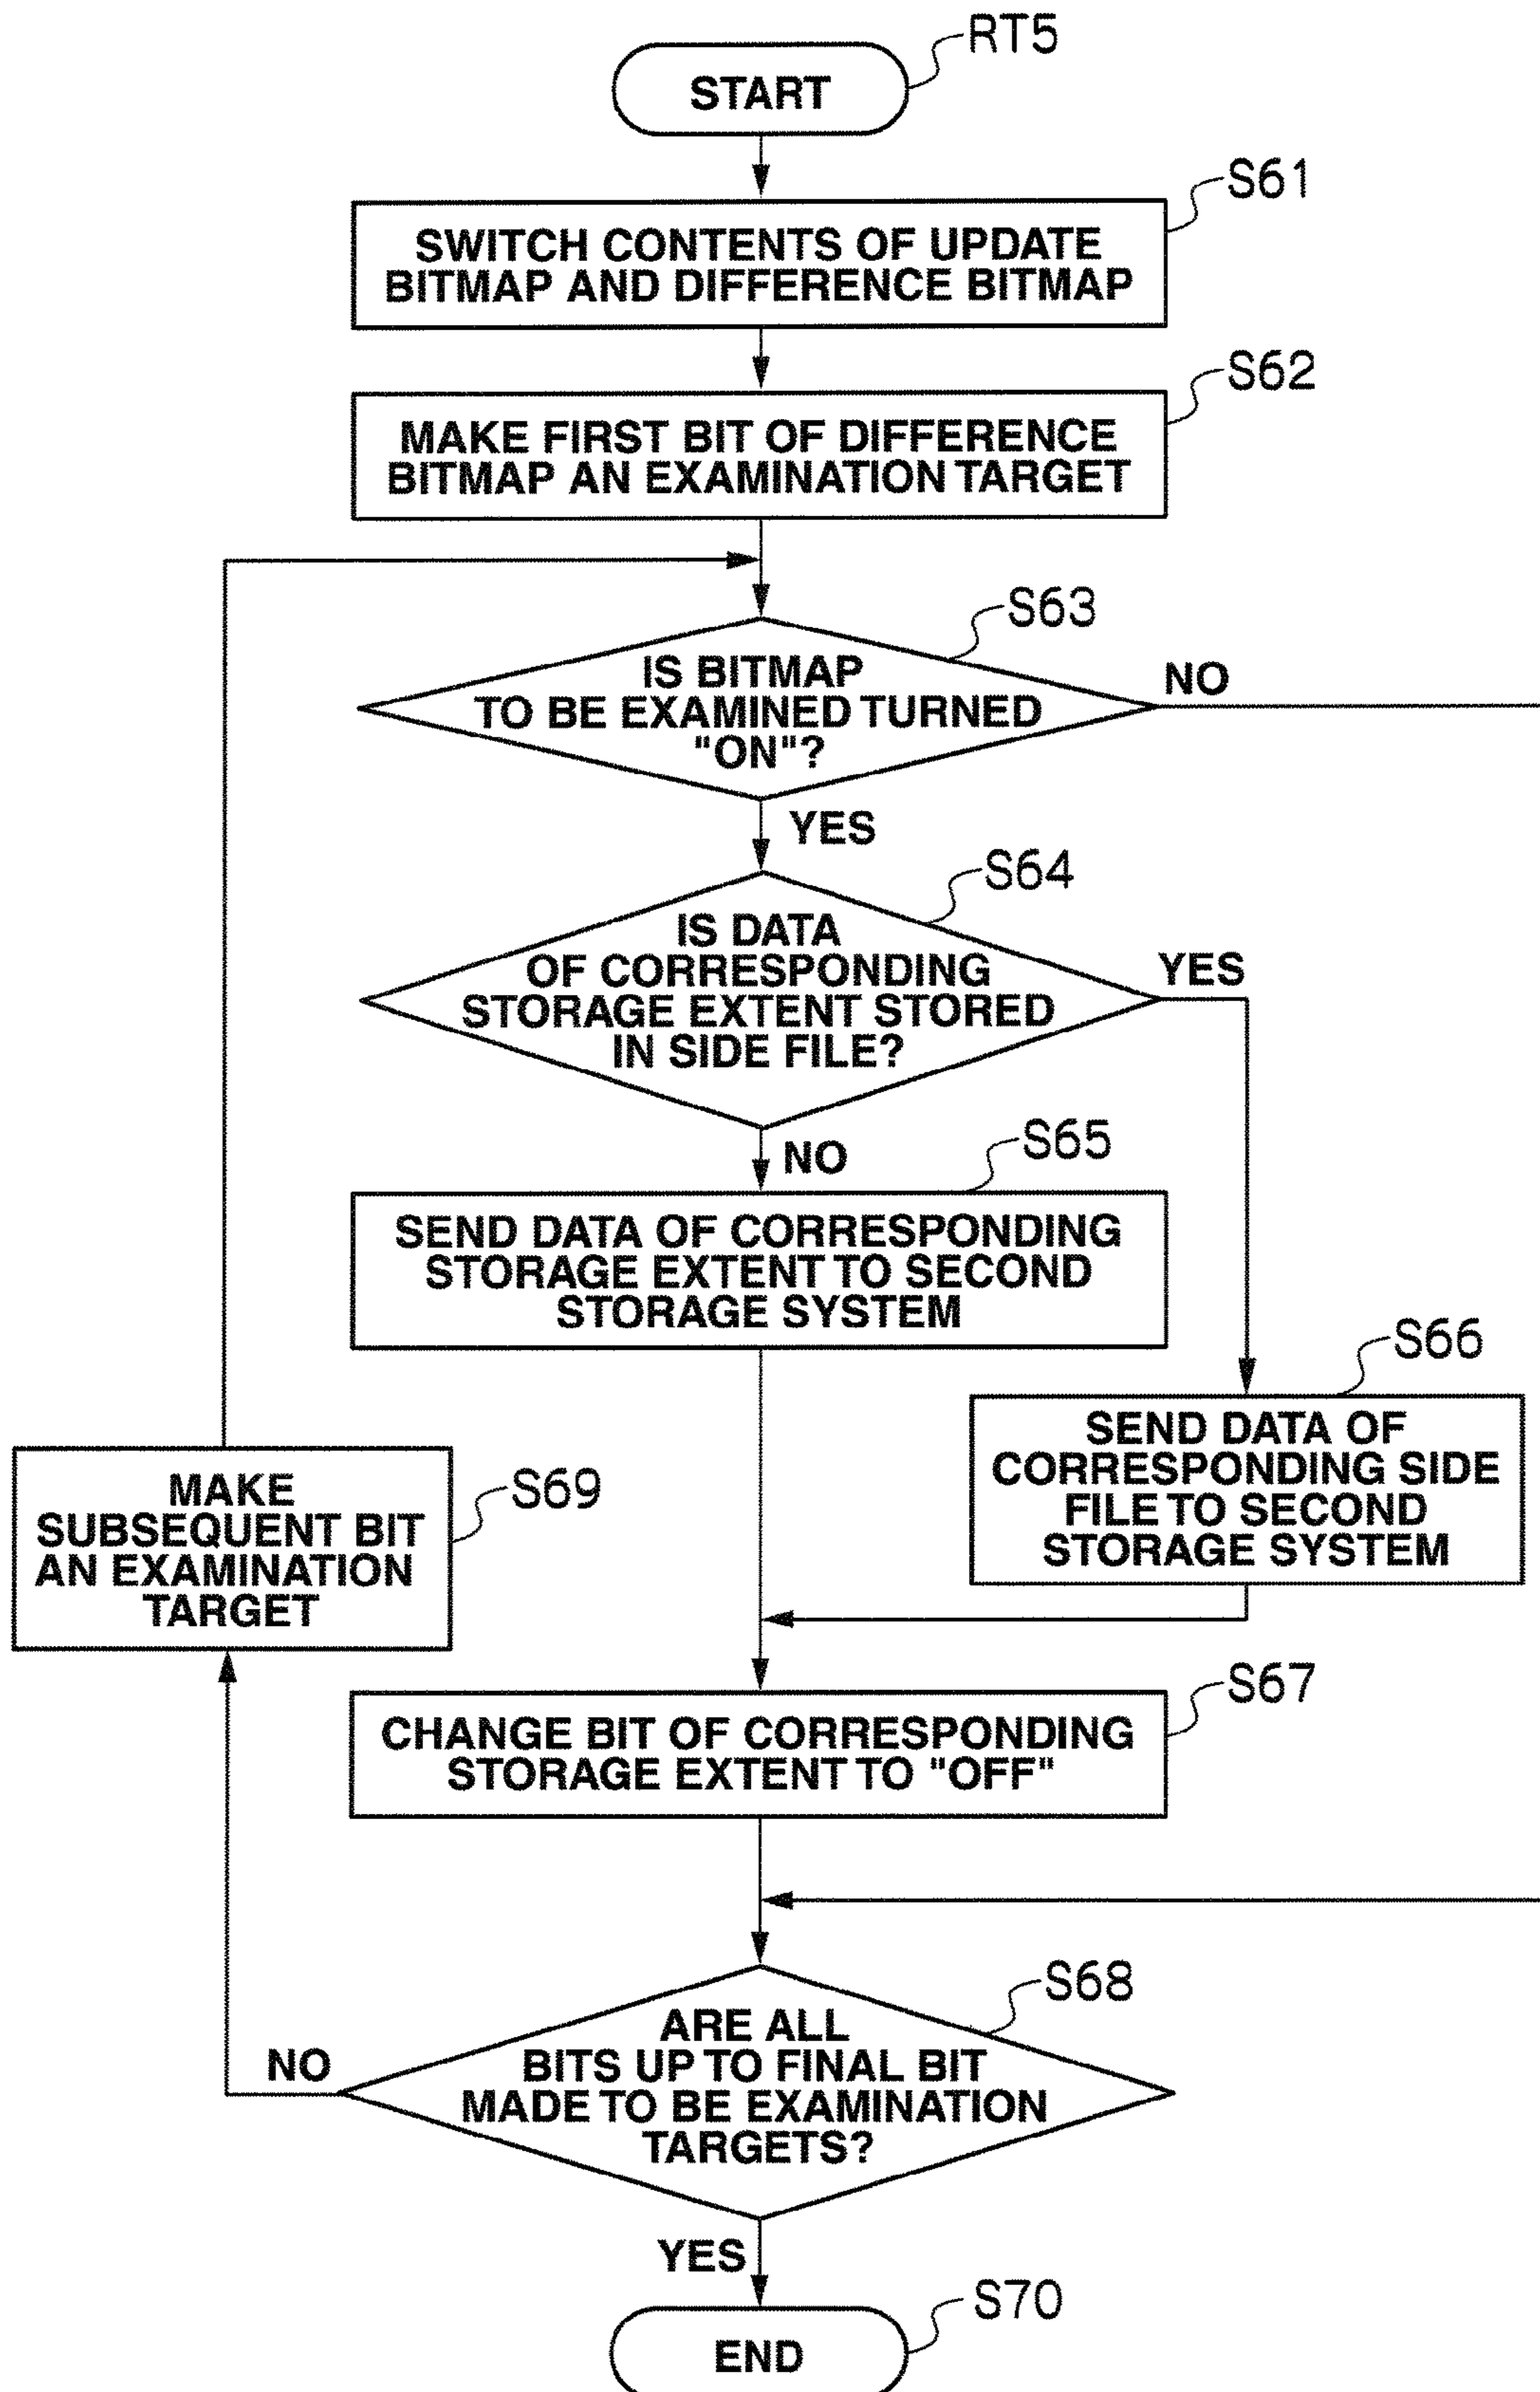 RT5
START
S61
SWITCH CONTENTS OF UPDATE
BITMAP AND DIFFERENCE BITMAP
S62
MAKE FIRST BIT OF DIFFERENCE
BITMAP AN EXAMINATION TARGET
S63
IS BITMAP
TO BE EXAMINED TURNED
"ON"?
NO
YES
S64
IS DATA
OF CORRESPONDING
STORAGE EXTENT STORED
IN SIDE FILE?
YES
NO
S65
SEND DATA OF CORRESPONDING
STORAGE EXTENT TO SECOND
STORAGE SYSTEM
S66
SEND DATA OF
CORRESPONDING SIDE
FILE TO SECOND
STORAGE SYSTEM
S69
MAKE
SUBSEQUENT BIT
AN EXAMINATION
TARGET
S67
CHANGE BIT OF CORRESPONDING
STORAGE EXTENT TO "OFF"
S68
ARE ALL
BITS UP TO FINAL BIT
MADE TO BE EXAMINATION
TARGETS?
NO
YES
S70
END